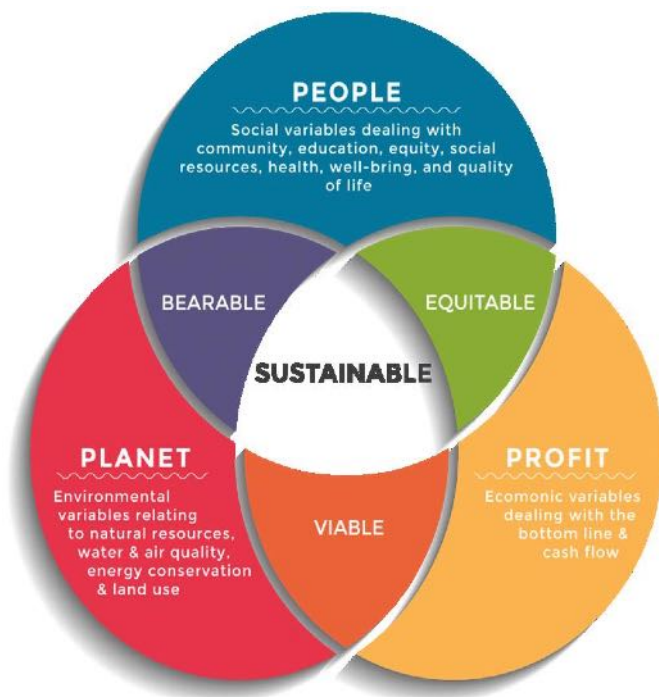 PEOPLE
Social variables dealing with
community, education, equity, social
resources, health, well-bring, and quality
of life
BEARABLE
EQUITABLE
SUSTAINABLE
PLANET
Environmental
variables relating
to natural resources,
water & air quality,
energy conservation
& land use
VIABLE
PROFIT
Ecomonic variables
dealing with the
bottom line &
cash flow